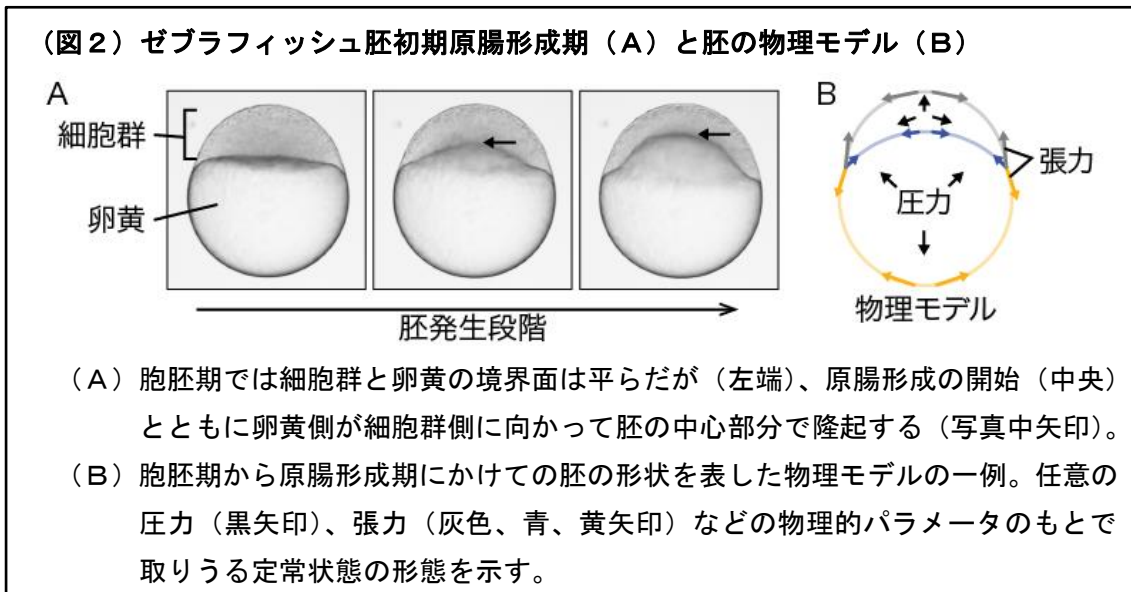 （図２）ゼブラフィッシュ胚初期原腸形成期（Ａ）と胚の物理モデル（Ｂ）
A
B
細胞群
卵黄
張力
圧力
物理モデル
胚発生段階
（Ａ）胞胚期では細胞群と卵黄の境界面は平らだが（左端）、原腸形成の開始（中央）
とともに卵黄側が細胞群側に向かって胚の中心部分で隆起する（写真中矢印）。
（Ｂ）胞胚期から原腸形成期にかけての胚の形状を表した物理モデルの一例。任意の
圧力（黒矢印）、張力（灰色、青、黄矢印）などの物理的パラメータのもとで
取りうる定常状態の形態を示す。